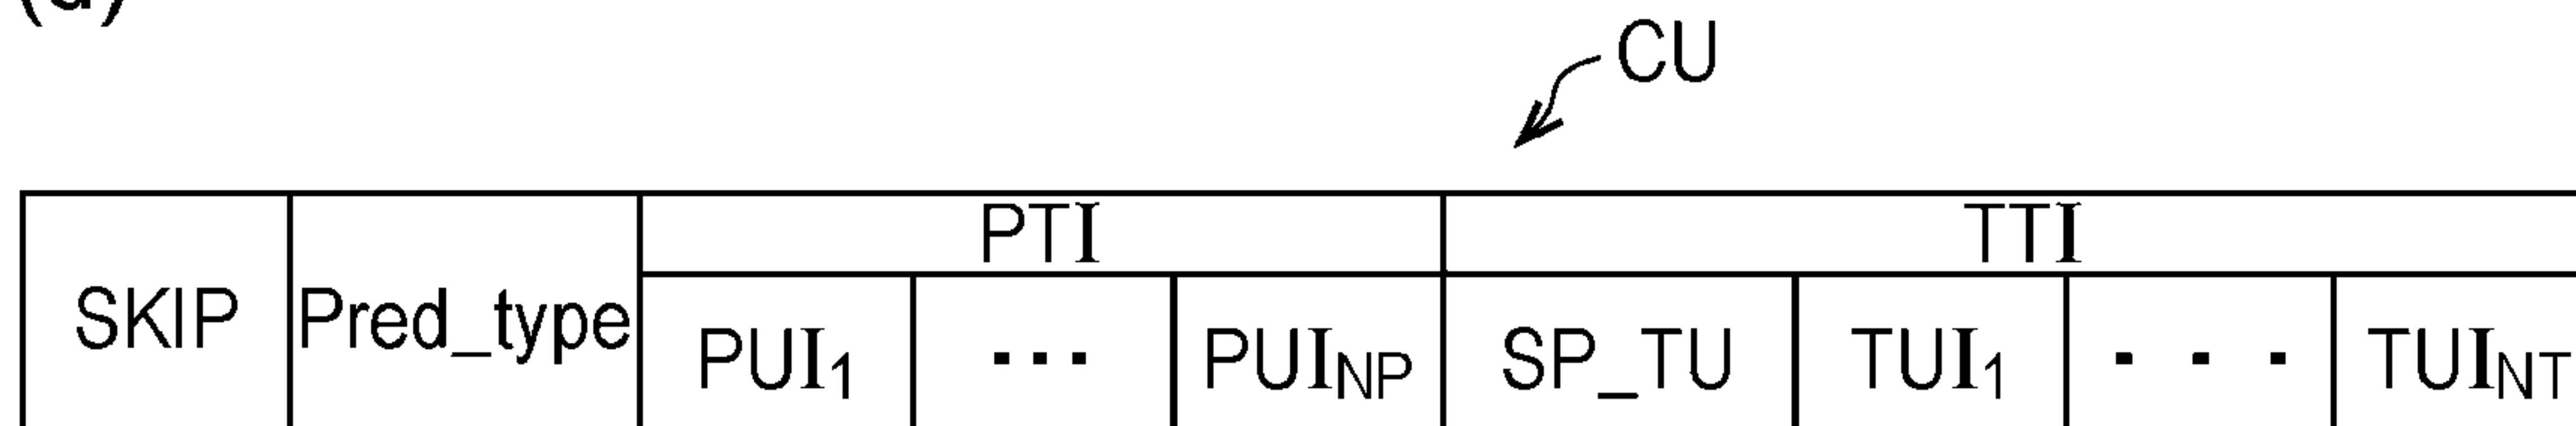 CU
PTI TTI
SKIP Pred_type PUI1 ... PUINP SP_TU TUI1 ... TUINT